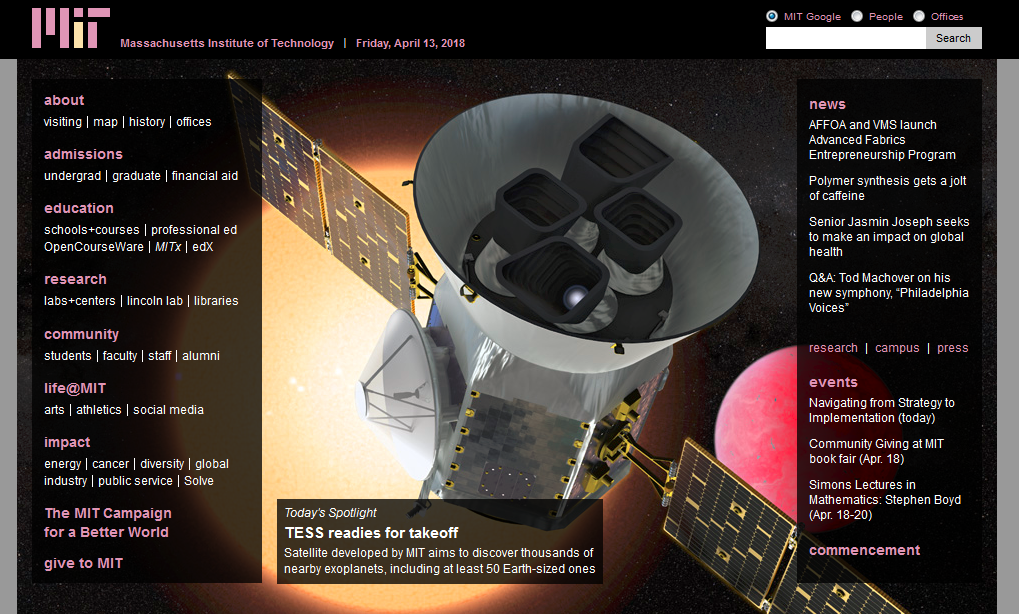 MIT
Massachusetts Institute of Technology | Friday, April 13, 2018
MIT Google People Offices
Search
about
visiting | map | history | offices
admissions
undergrad | graduate | financial aid
education
schools+courses | professional ed
OpenCourseWare | MITx | edX
research
labs+centers | lincoln lab | libraries
community
students | faculty | staff | alumni
life@MIT
arts | athletics | social media
impact
energy | cancer | diversity | global
industry | public service | Solve
The MIT Campaign
for a Better World
give to MIT
Today's Spotlight
TESS readies for takeoff
Satellite developed by MIT aims to discover thousands of
nearby exoplanets, including at least 50 Earth-sized ones
news
AFFOA and VMS launch
Advanced Fabrics
Entrepreneurship Program
Polymer synthesis gets a jolt
of caffeine
Senior Jasmin Joseph seeks
to make an impact on global
health
Q&A: Tod Machover on his
new symphony, “Philadelphia
Voices”
research | campus | press
events
Navigating from Strategy to
Implementation (today)
Community Giving at MIT
book fair (Apr. 18)
Simons Lectures in
Mathematics: Stephen Boyd
(Apr. 18-20)
commencement